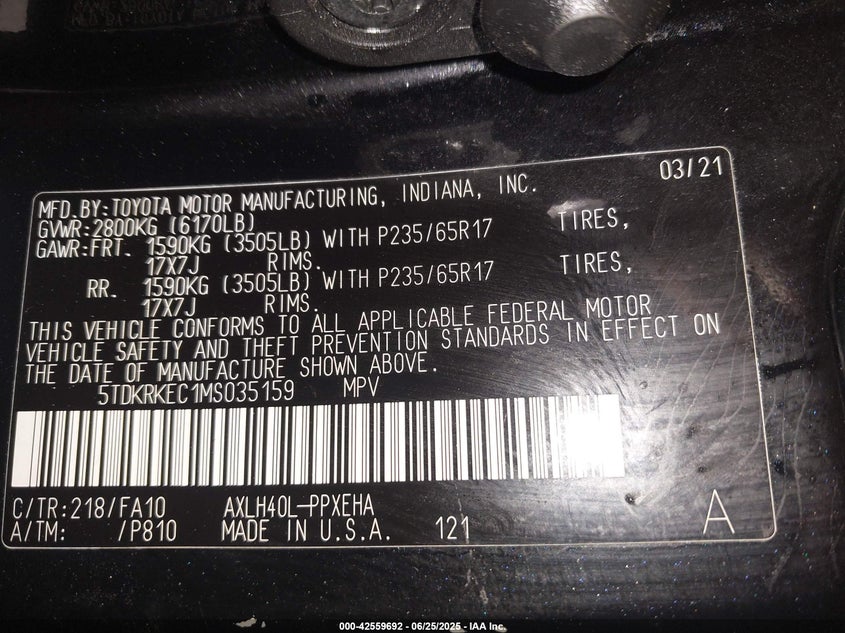 03/21
MFD.BY:TOYOTA MOTOR MANUFACTURING, INDIANA, INC.
GVWR:2800KG (6170LB)
GAWR:FRT. 1590KG (3505LB) WITH P235/65R17 TIRES,
17X7J RIMS.
RR. 1590KG (3505LB) WITH P235/65R17 TIRES,
17X7J RIMS.
THIS VEHICLE CONFORMS TO ALL APPLICABLE FEDERAL MOTOR
VEHICLE SAFETY AND THEFT PREVENTION STANDARDS IN EFFECT ON
THE DATE OF MANUFACTURE SHOWN ABOVE.
5TDKRKEC1MS035159 MPV
C/TR:218/FA10 AXLH40L-PPXEHA
A/TM: /P810 MADE IN U.S.A. 121 A
000-42559692 - 06/25/2025 - IAA Inc.